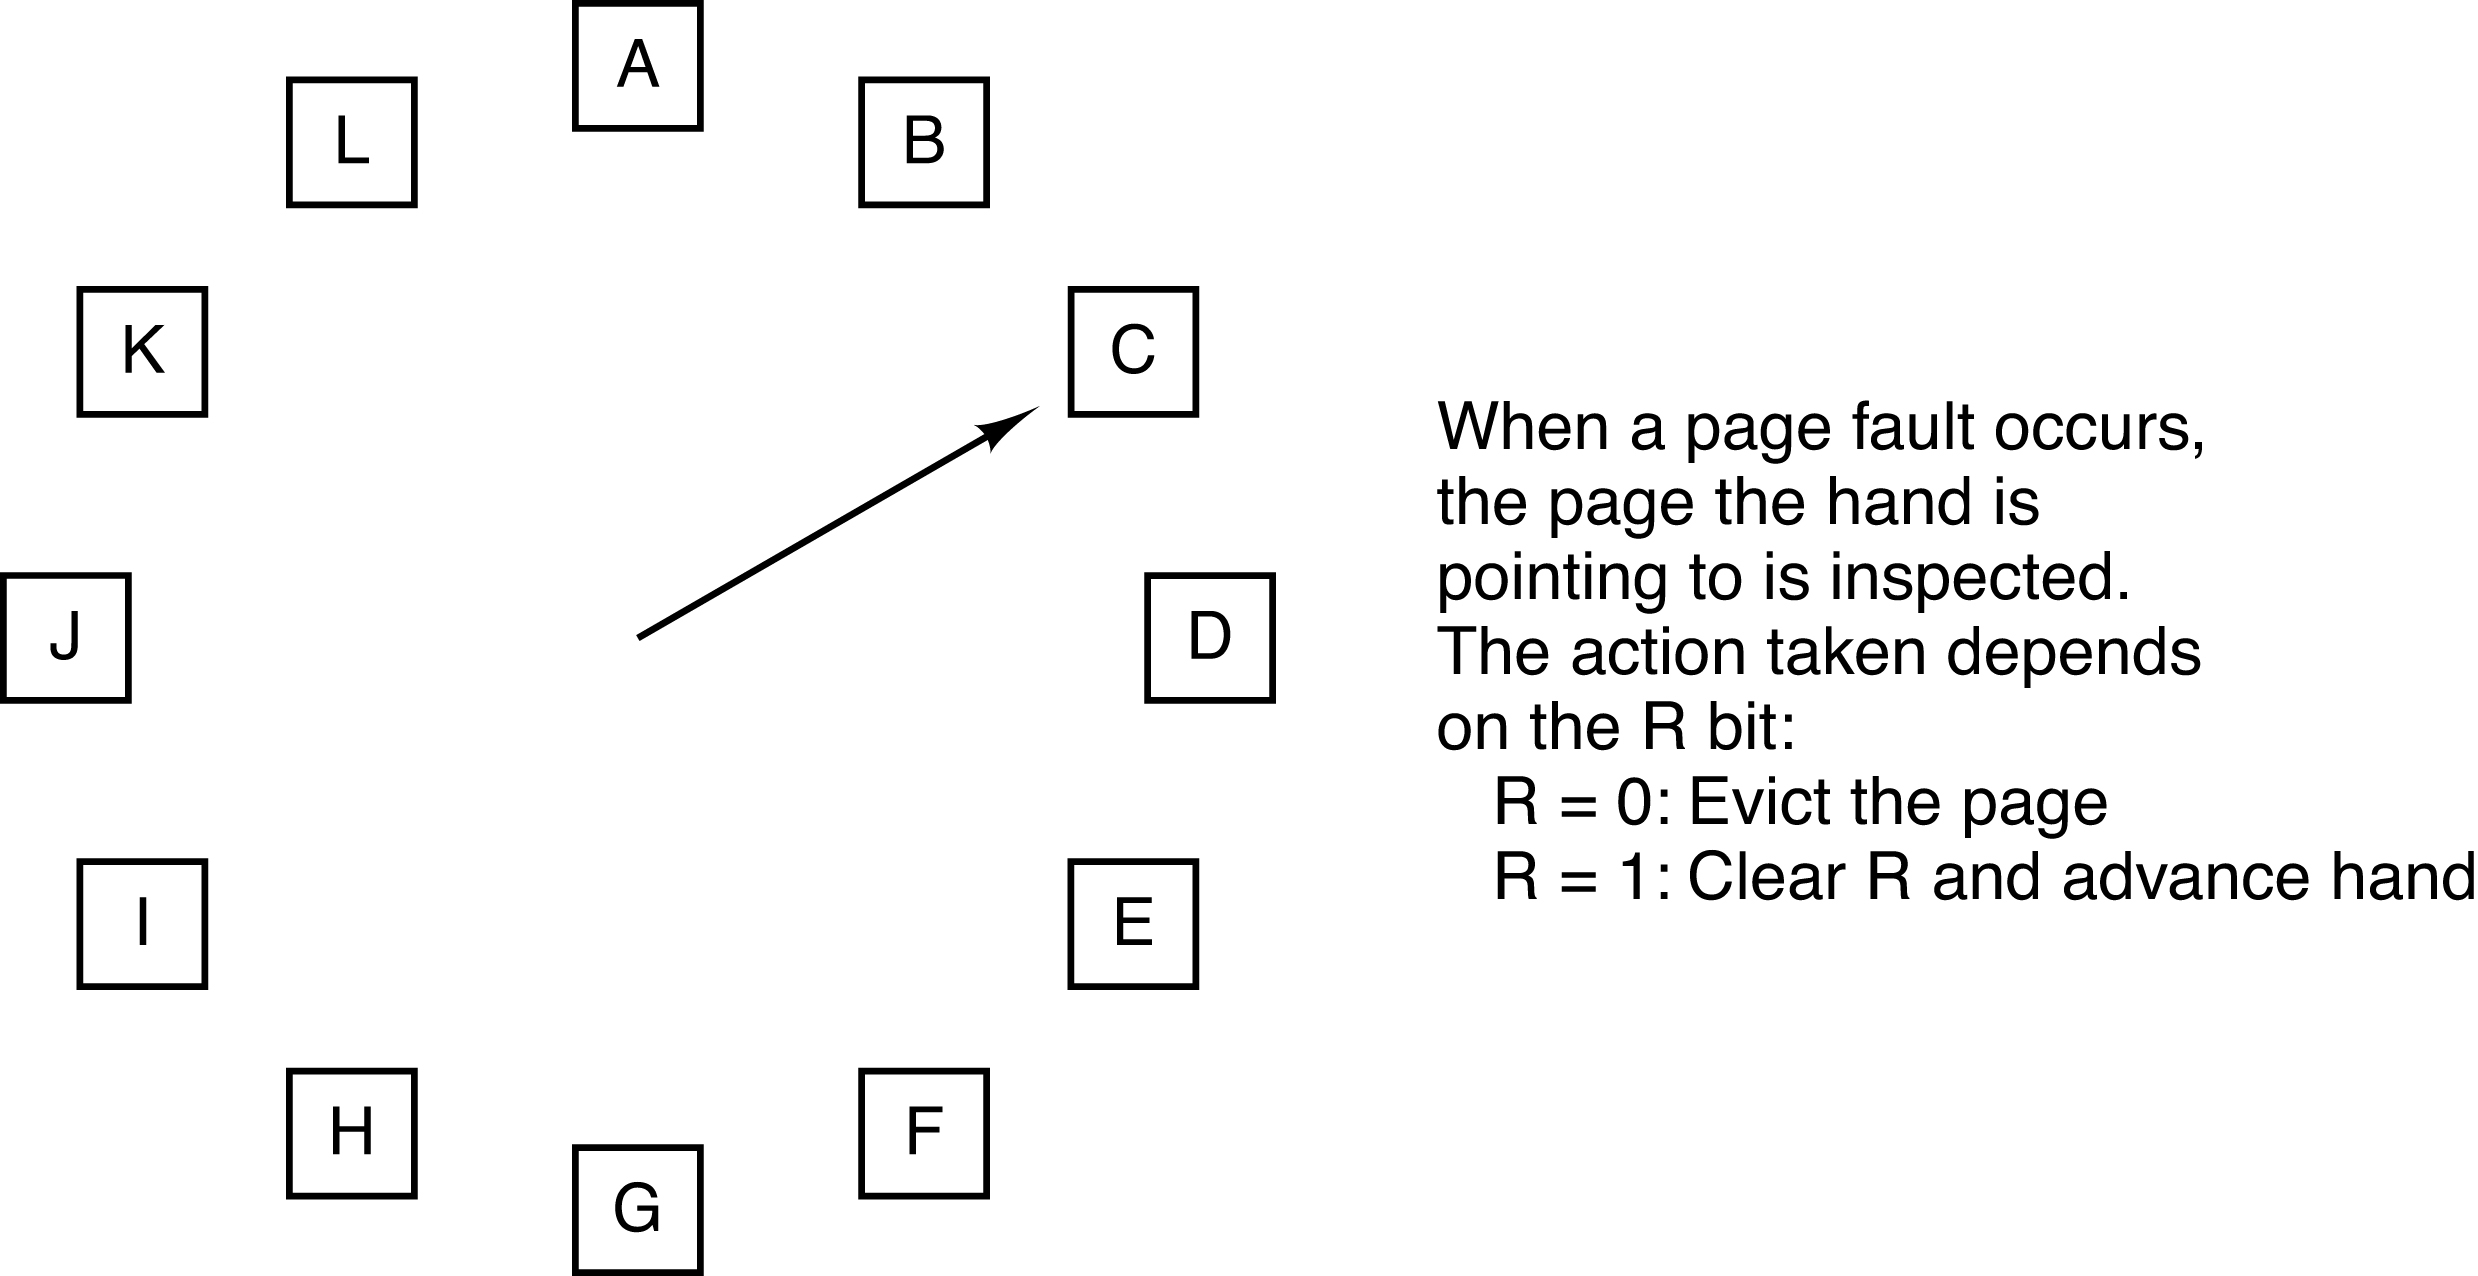 A
L
B
K
C
J
D
I
E
H
F
G
When a page fault occurs,
the page the hand is
pointing to is inspected.
The action taken depends
on the R bit:
R = 0: Evict the page
R = 1: Clear R and advance hand